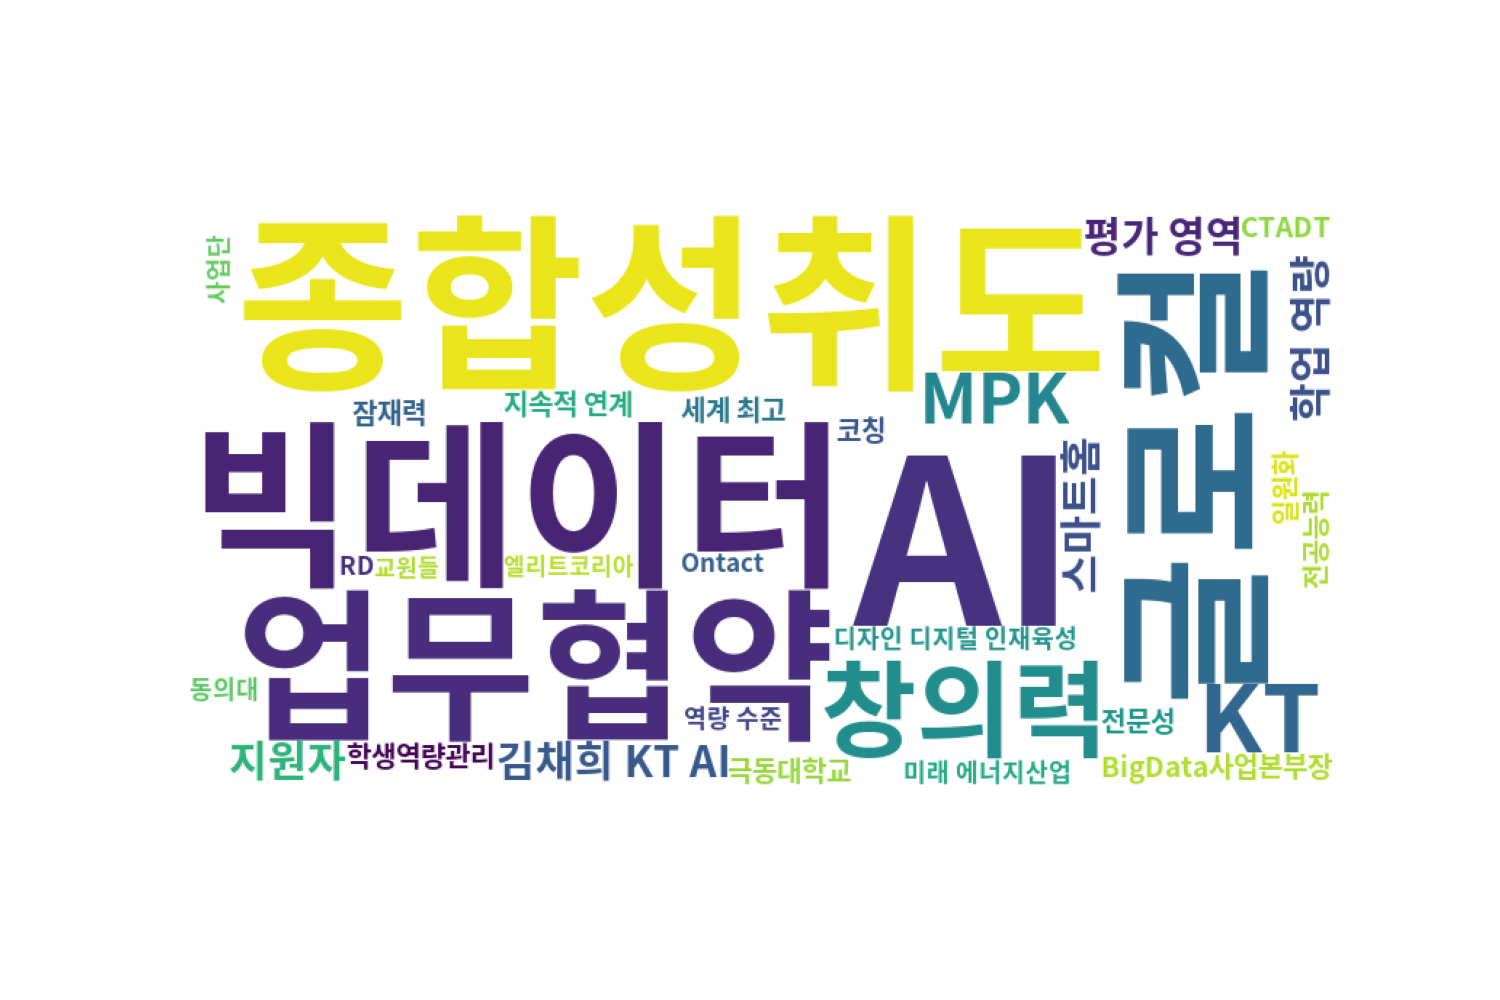 종합성취도
평가 영역
CTADT
사업단
글로컬
학업 역량
MPK
잠재력
지속적 연계
세계 최고
코칭
빅데이터
AI
스마트홈
일원화
전공능력
RD
교원들
엘리트코리아
Ontact
업무협약
디자인 디지털 인재육성
창의력
동의대
역량 수준
전문성
KT
지원자
학생역량관리
김채희 KT AI
극동대학교
미래 에너지산업
BigData사업본부장